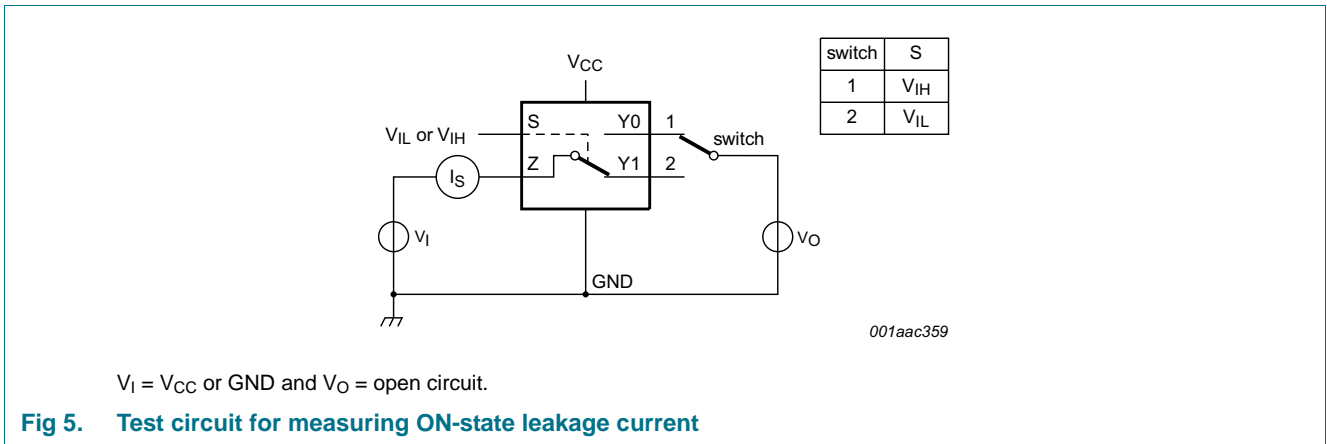 VCC
switch S
1 VIH
2 VIL
VIL or VIH
S Y0 1
switch
Z Y1 2
IS
VI
VO
GND
001aac359
VI = VCC or GND and VO = open circuit.
Fig 5. Test circuit for measuring ON-state leakage current